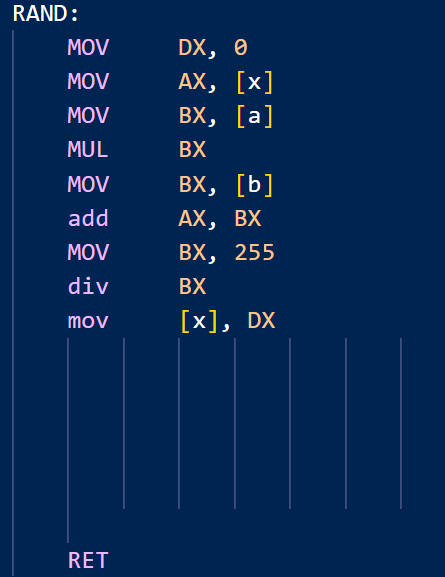 RAND:
MOV DX, 0
MOV AX, [x]
MOV BX, [a]
MUL BX
MOV BX, [b]
add AX, BX
MOV BX, 255
div BX
mov [x], DX
RET